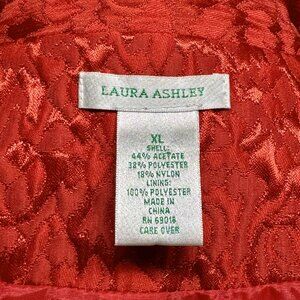 LAURA ASHLEY
XL
SHELL:
44% ACETATE
38% POLYESTER
18% NYLON
LINING:
100% POLYESTER
MADE IN
CHINA
RN 69018
CARE OVER